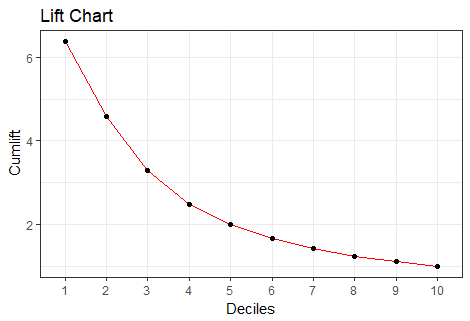 Lift Chart
Cumlift
6
4
2
1 2 3 4 5 6 7 8 9 10
Deciles